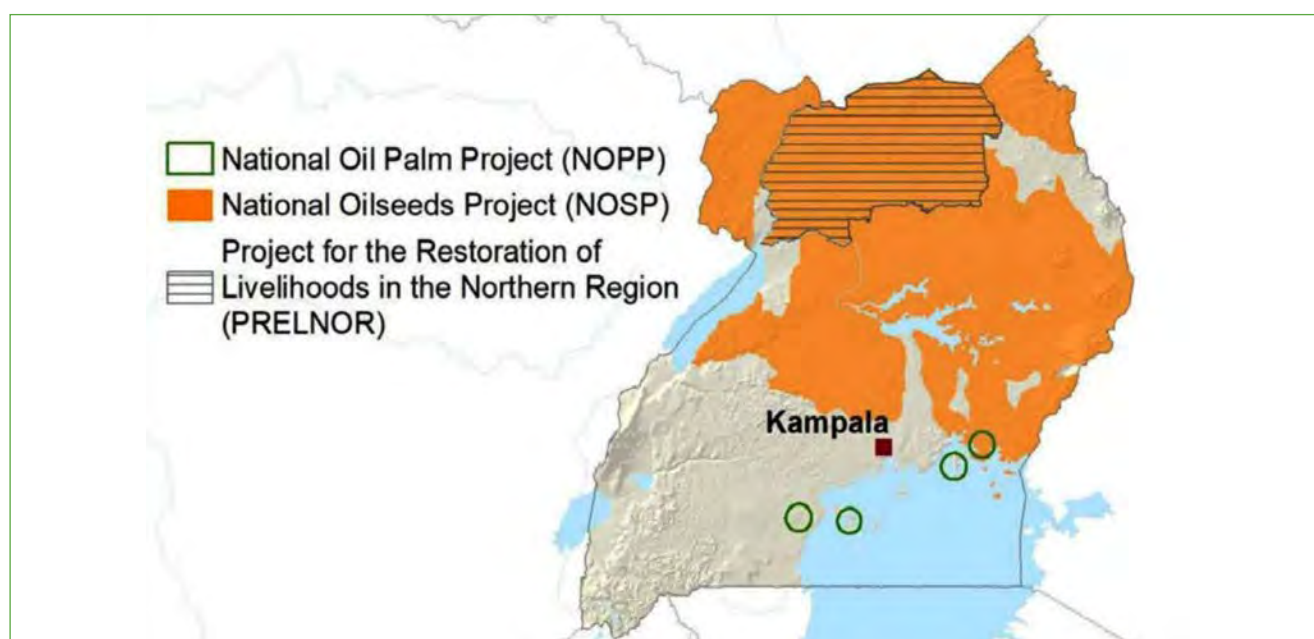 National Oil Palm Project (NOPP)
National Oilseeds Project (NOSP)
Project for the Restoration of
Livelihoods in the Northern Region
(PRELNOR)
Kampala